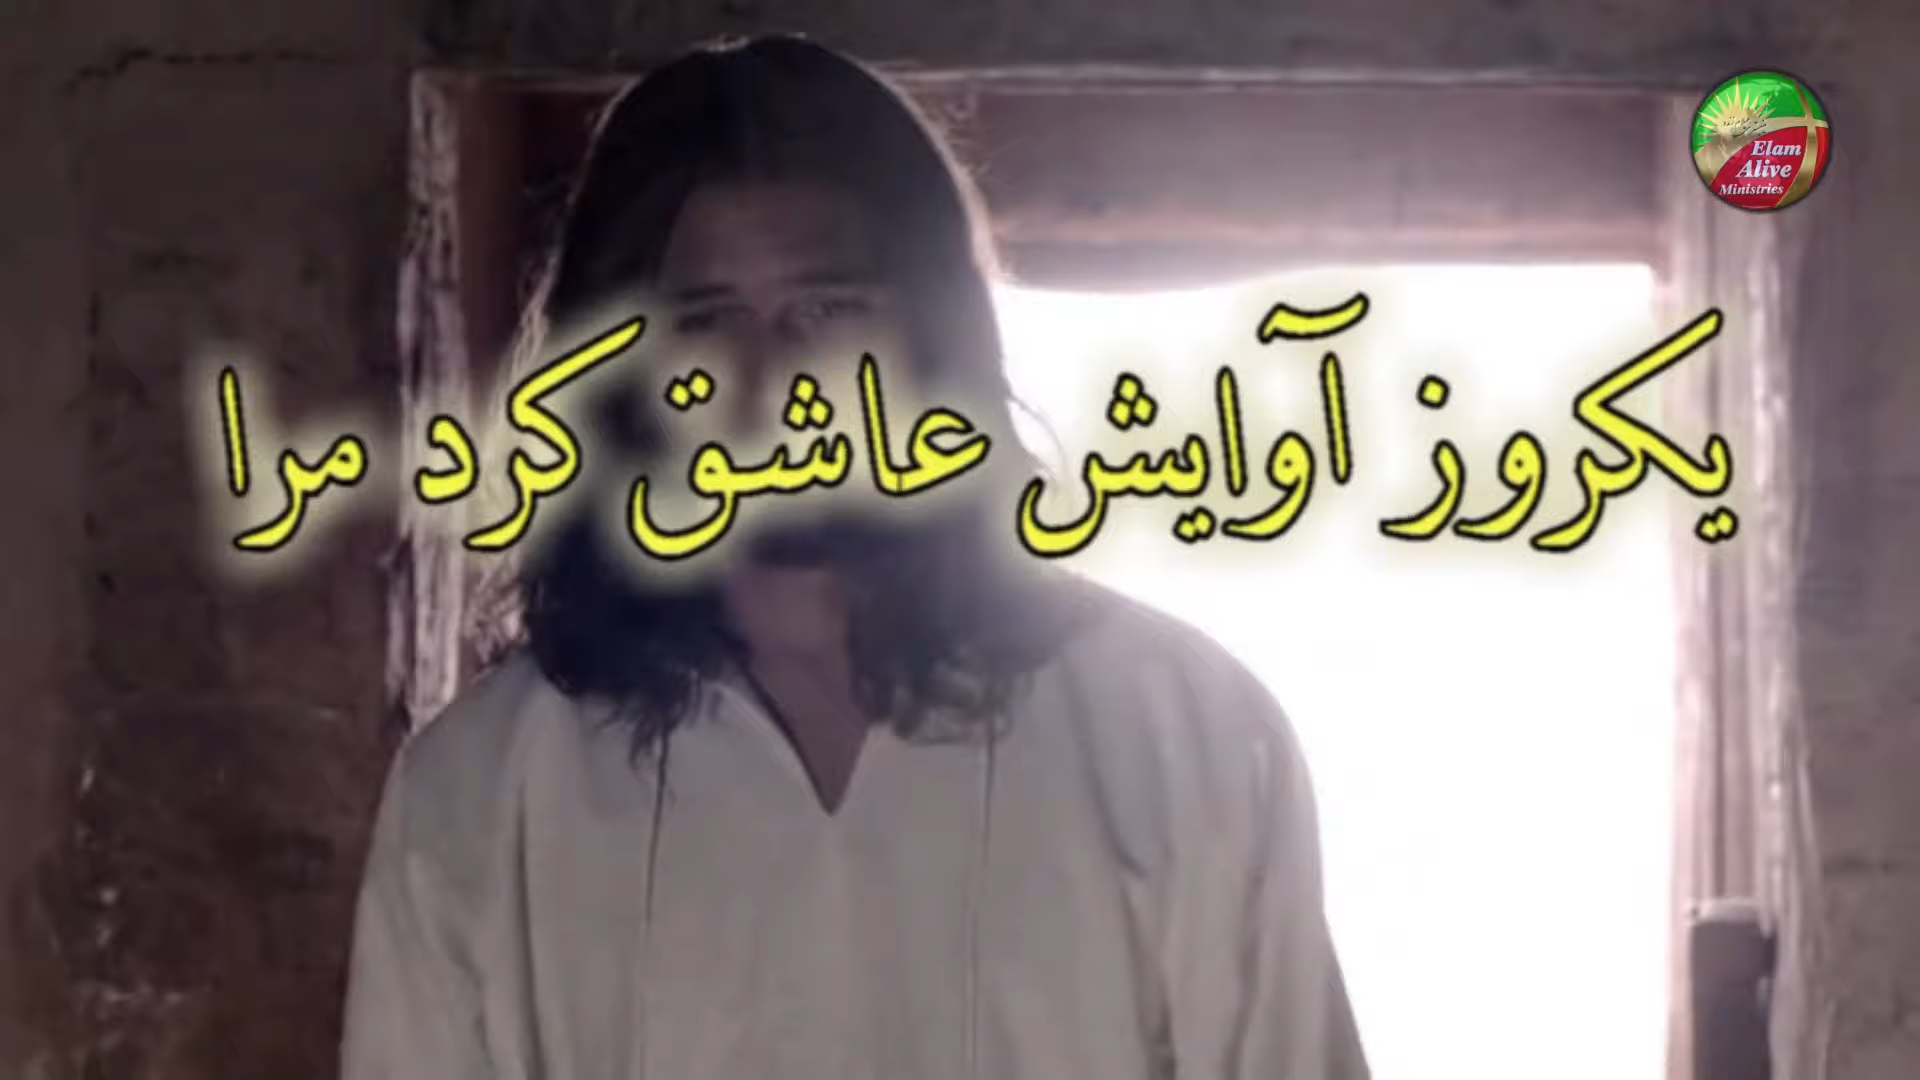 یکروز آوایش عاشق کرد مرا
Elam
Alive
Ministries